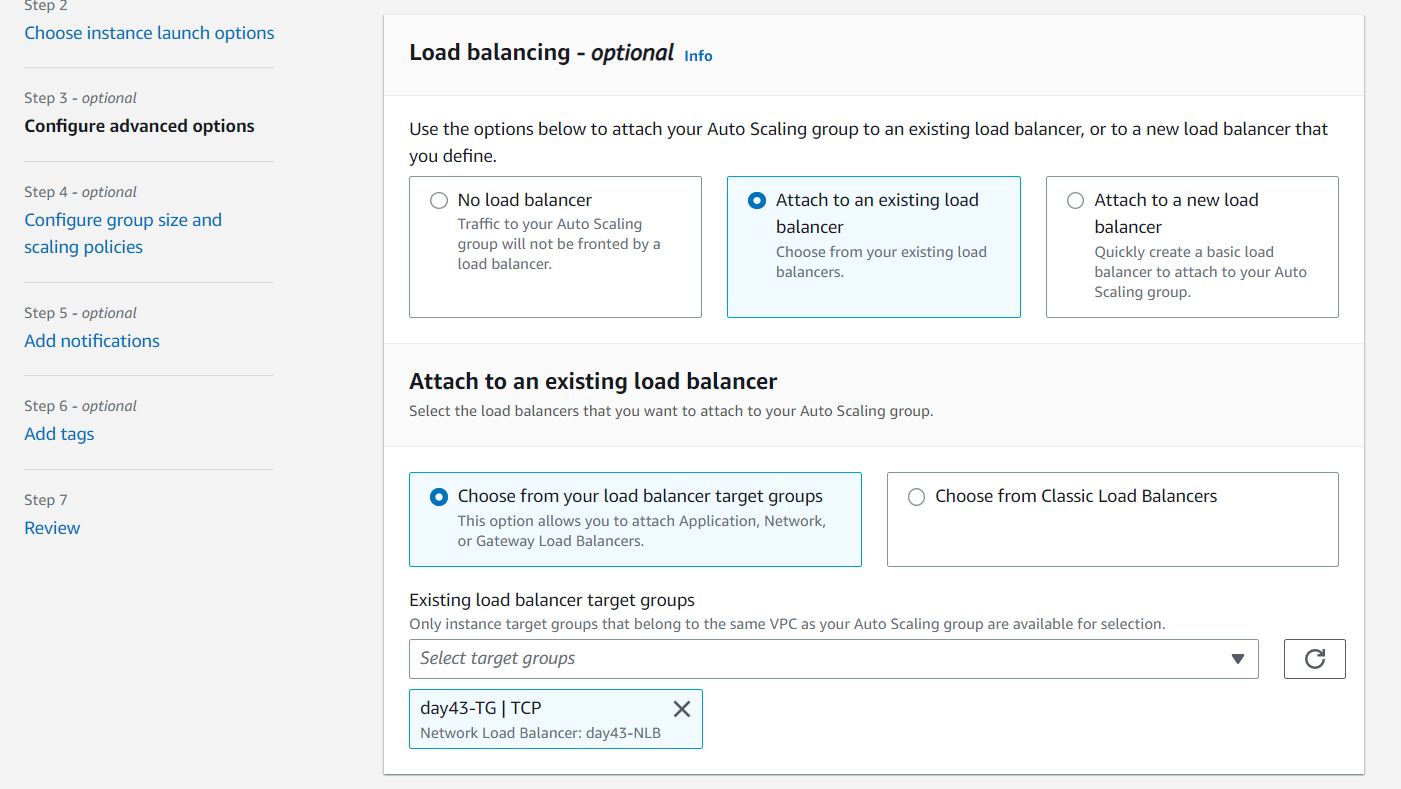 Step 2
Choose instance launch options
Step 3 - optional
Configure advanced options
Step 4 - optional
Configure group size and
scaling policies
Step 5 - optional
Add notifications
Step 6 - optional
Add tags
Step 7
Review
Load balancing - optional Info
Use the options below to attach your Auto Scaling group to an existing load balancer, or to a new load balancer that
you define.
No load balancer
Traffic to your Auto Scaling
group will not be fronted by a
load balancer.
Attach to an existing load
balancer
Choose from your existing load
balancers.
Attach to a new load
balancer
Quickly create a basic load
balancer to attach to your Auto
Scaling group.
Attach to an existing load balancer
Select the load balancers that you want to attach to your Auto Scaling group.
Choose from your load balancer target groups
This option allows you to attach Application, Network,
or Gateway Load Balancers.
Choose from Classic Load Balancers
Existing load balancer target groups
Only instance target groups that belong to the same VPC as your Auto Scaling group are available for selection.
Select target groups
day43-TG | TCP
Network Load Balancer: day43-NLB